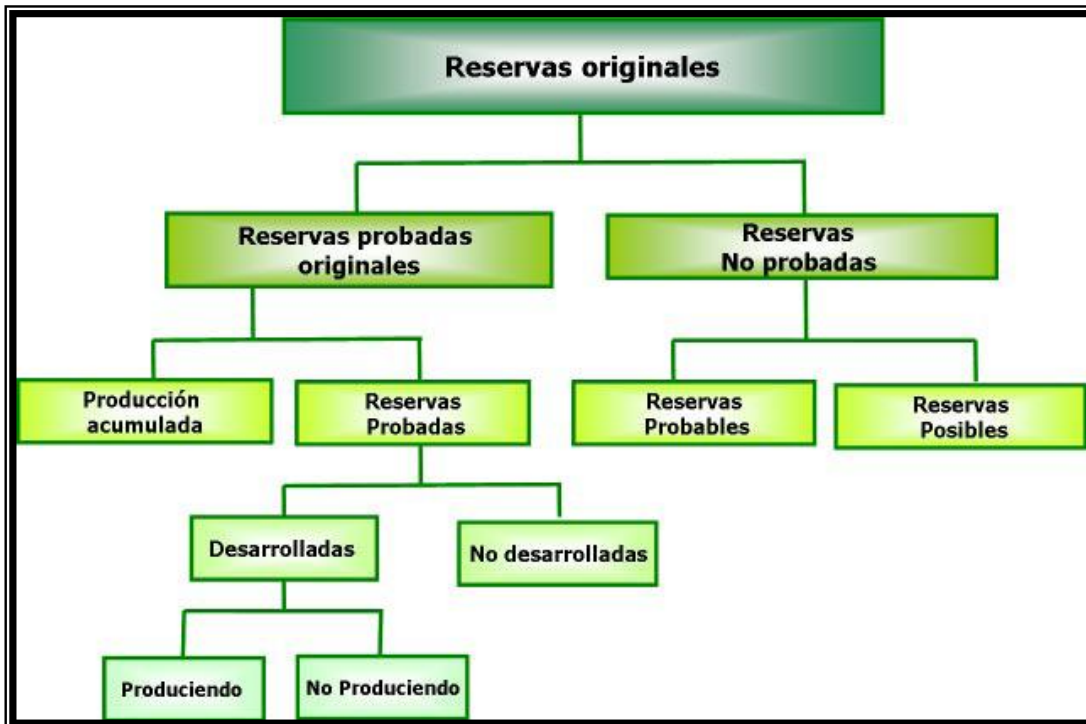 Reservas originales
Reservas probadas
originales
Reservas
No probadas
Producción
acumulada
Reservas
Probadas
Reservas
Probables
Reservas
Posibles
Desarrolladas
No desarrolladas
Produciendo
No Produciendo